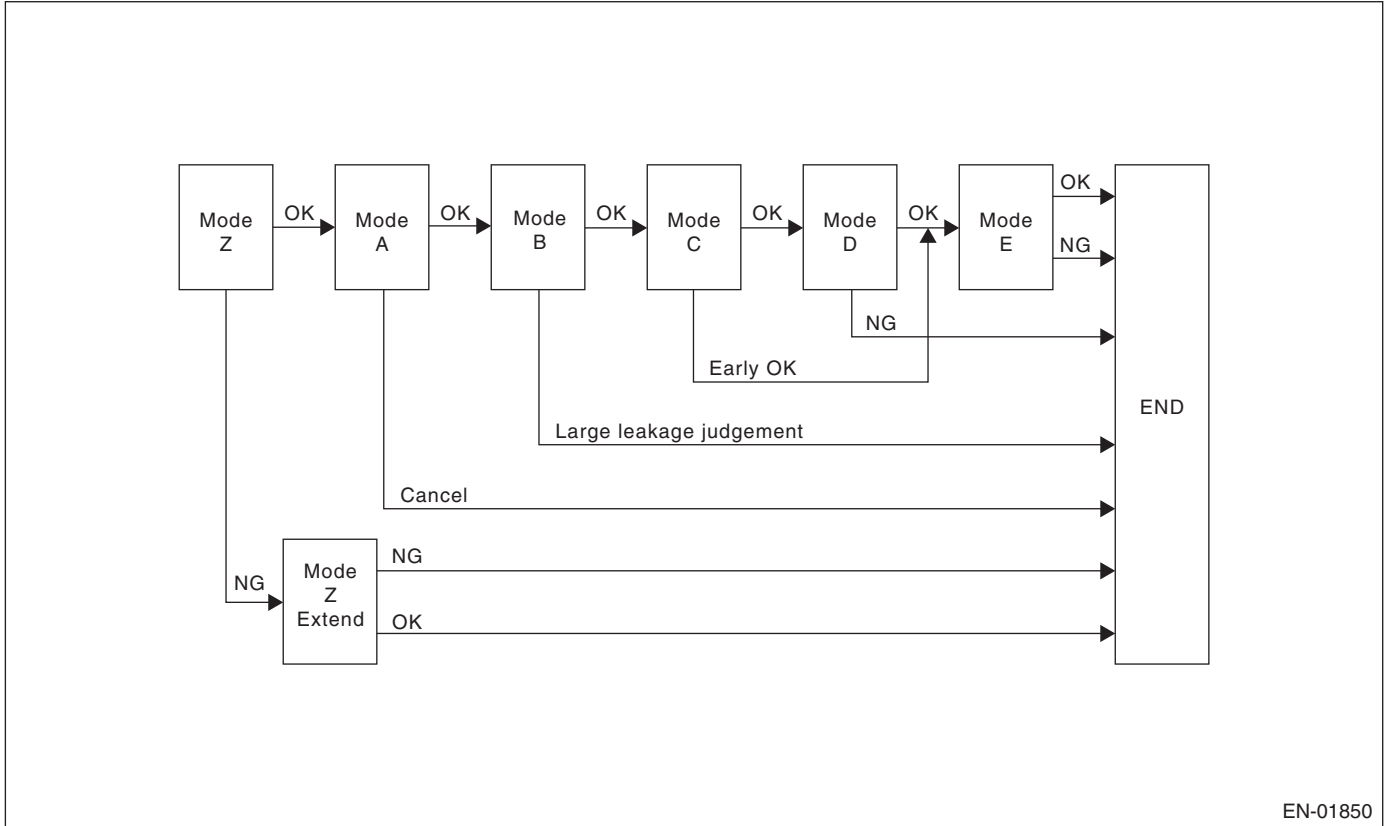 Mode
Z
OK
Mode
A
OK
Mode
B
OK
Mode
C
OK
Mode
D
OK
Mode
E
OK
NG
END
NG
Early OK
Large leakage judgement
Cancel
NG
Mode
Z
Extend
NG
OK
EN-01850